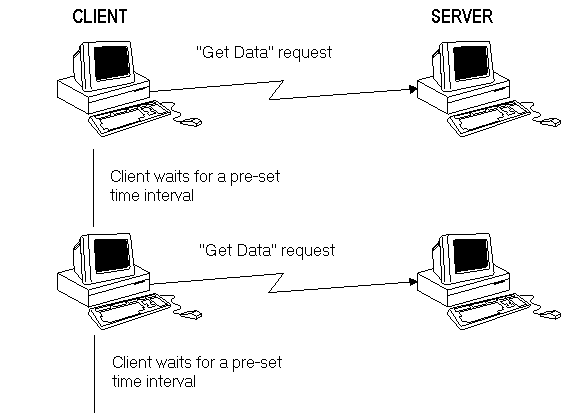 CLIENT
SERVER
"Get Data" request
Client waits for a pre-set
time interval
"Get Data" request
Client waits for a pre-set
time interval